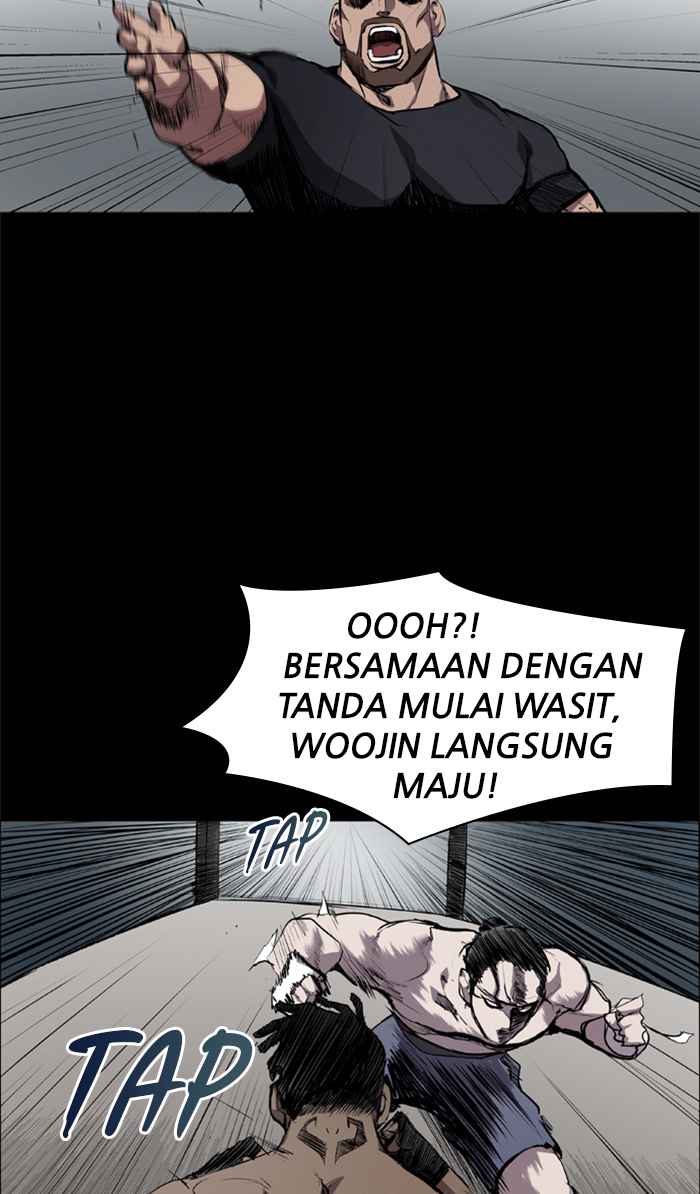 OOOH?!
BERSAMAAN DENGAN
TANDA MULAI WASIT,
WOOJIN LANGSUNG
MAJU!
TAP
TAP